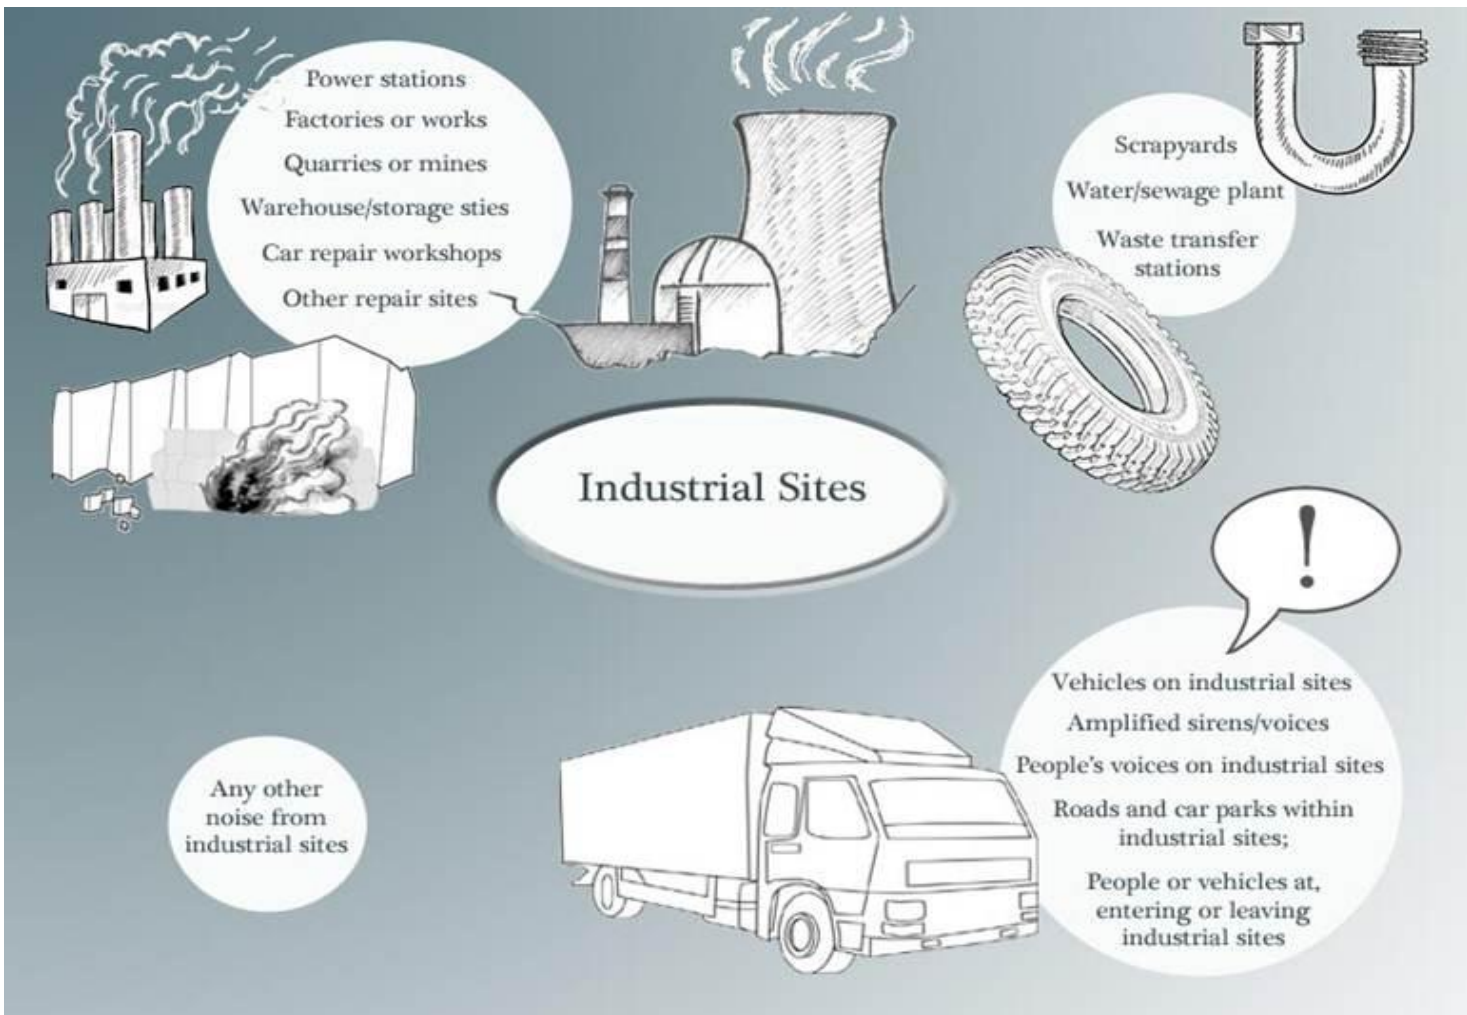 Power stations
Factories or works
Quarries or mines
Warehouse/storage sties
Car repair workshops
Other repair sites
Scrapyards
Water/sewage plant
Waste transfer
stations
Industrial Sites
!
Vehicles on industrial sites
Amplified sirens/voices
People's voices on industrial sites
Roads and car parks within
industrial sites;
People or vehicles at,
entering or leaving
industrial sites
Any other
noise from
industrial sites